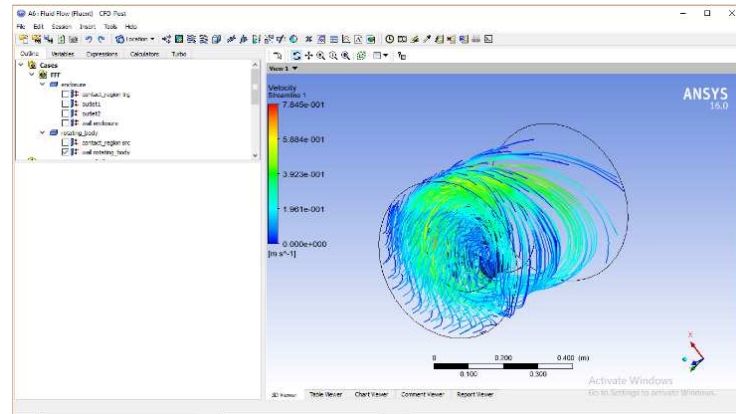 A6 : Fluid Flow (Fluent) - CFD-Post
File Edit Session Insert Tools Help
Location
Outline Variables Expressions Calculators Turbo
Cases
FFF
enclosure
contact_region trg
outlet1
outlet2
wall enclosure
rotating_body
contact_region src
wall rotating_body
View 1
Velocity
Streamline 1
7.845e-001
5.884e-001
3.923e-001
1.961e-001
0.000e+000
[m s^-1]
ANSYS
16.0
0 0.200 0.400 (m)
0.100 0.300
X
Activate Windows
Go to Settings to activate Windows.
3D Viewer Table Viewer Chart Viewer Comment Viewer Report Viewer